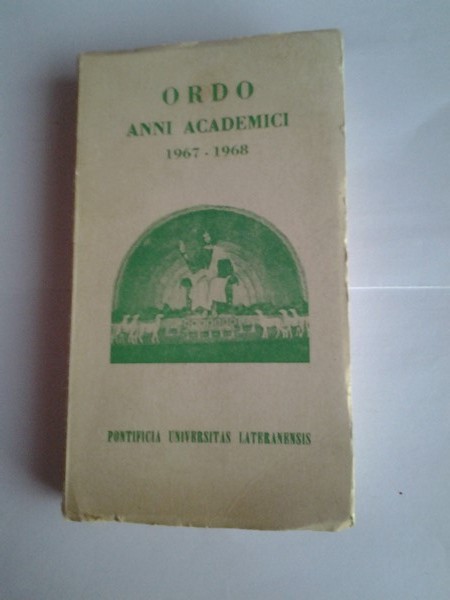 ORDO
ANNI ACADEMICI
1967 - 1968
PONTIFICIA UNIVERSITAS LATERANENSIS